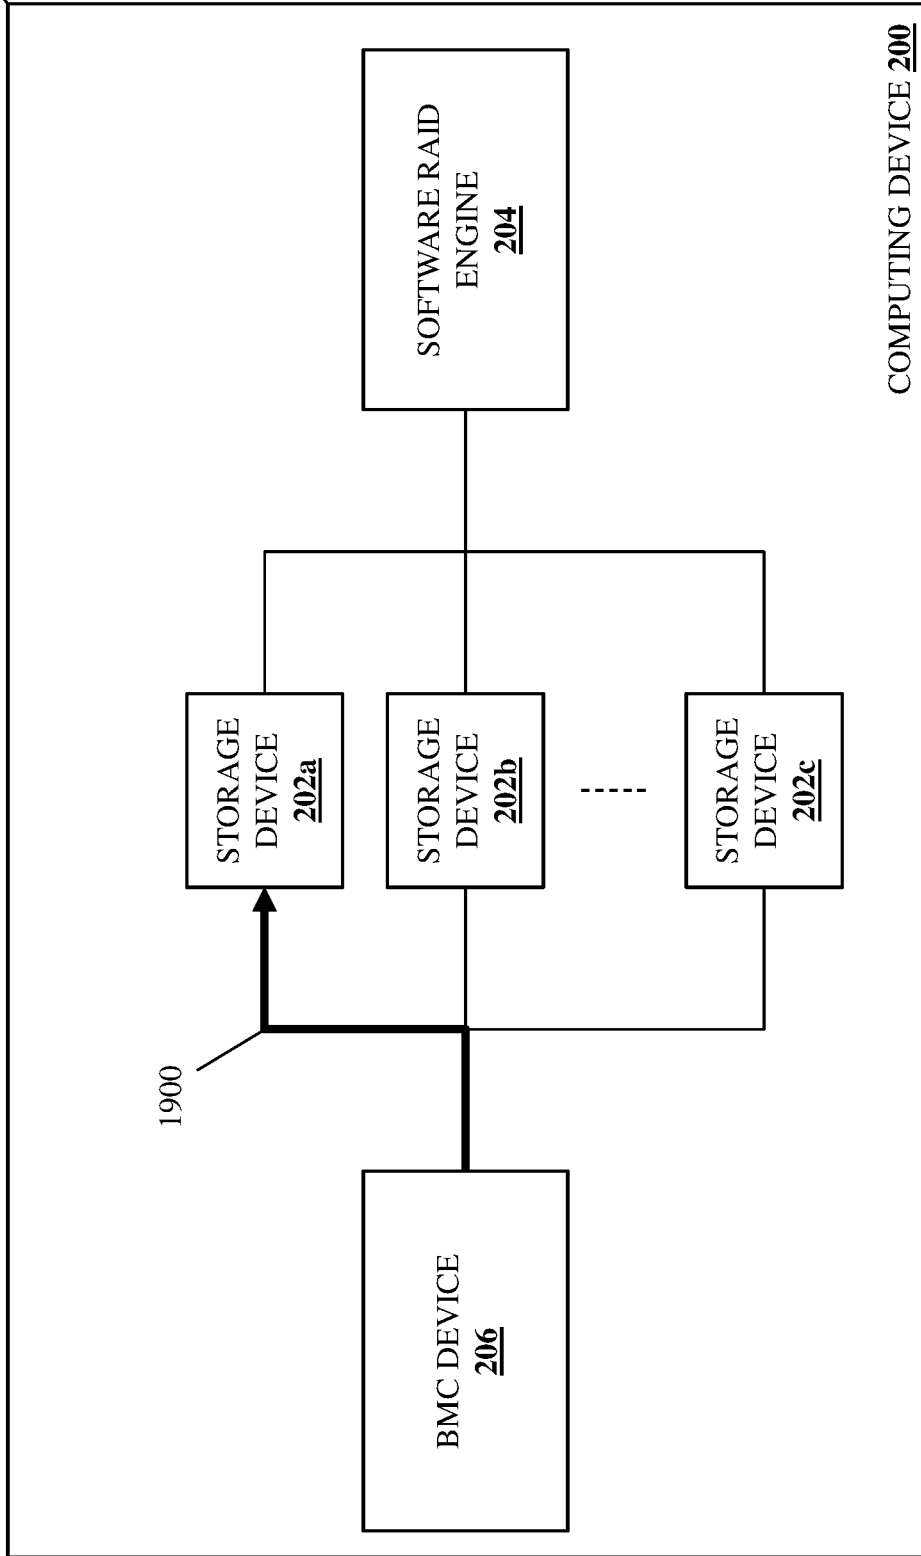 1900
BMC DEVICE
206
STORAGE
DEVICE
202a
STORAGE
DEVICE
202b
STORAGE
DEVICE
202c
SOFTWARE RAID
ENGINE
204
COMPUTING DEVICE 200